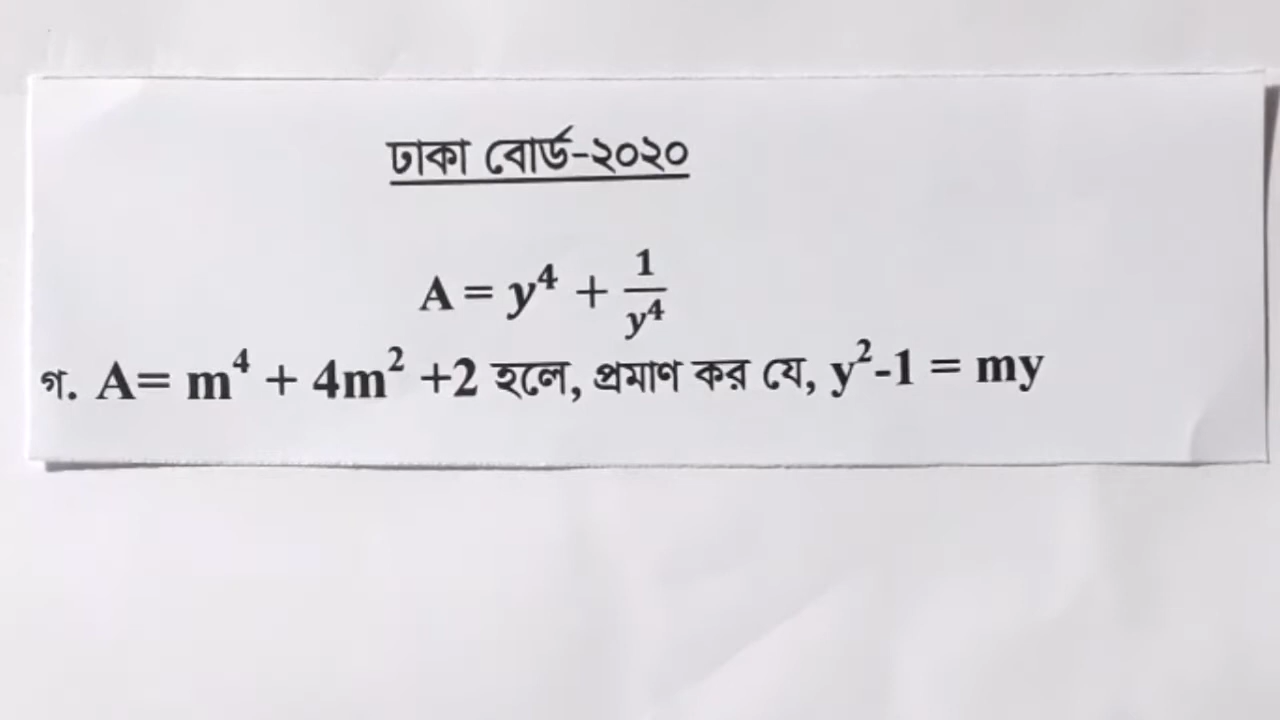 ঢাকা বোর্ড-২০২০
A = y⁴ + 1/y⁴
গ. A= m⁴ + 4m² +2 হলে, প্রমাণ কর যে, y²-1 = my